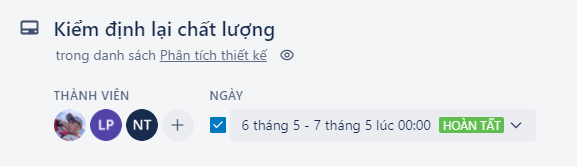 Kiểm định lại chất lượng
trong danh sách Phân tích thiết kế
THÀNH VIÊN
LP NT +
NGÀY
6 tháng 5 - 7 tháng 5 lúc 00:00 HOÀN TẤT